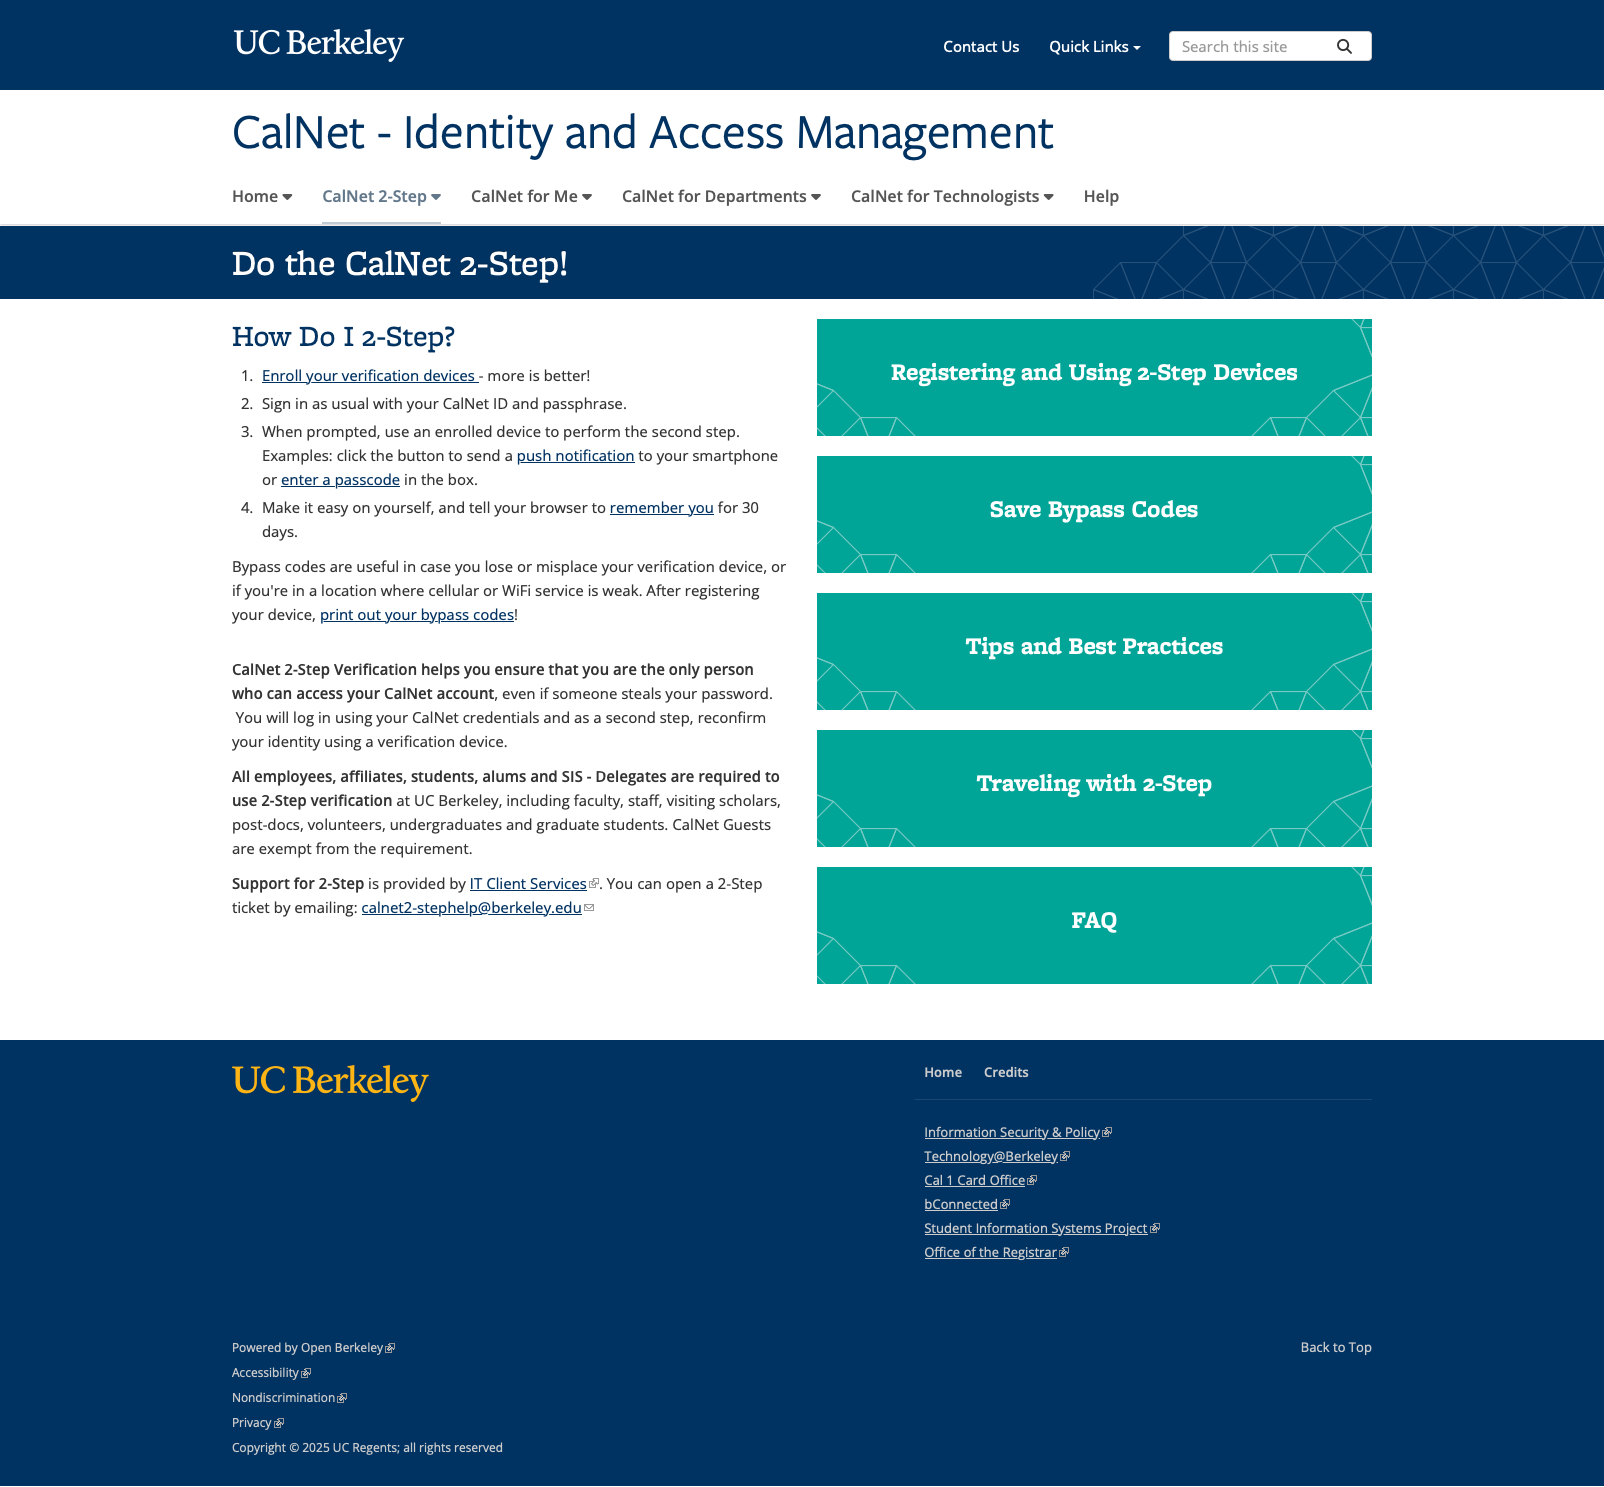 UC Berkeley
Contact Us
Quick Links
Search this site
CalNet - Identity and Access Management
Home
CalNet 2-Step
CalNet for Me
CalNet for Departments
CalNet for Technologists
Help
Do the CalNet 2-Step!
How Do I 2-Step?
1. Enroll your verification devices - more is better!
2. Sign in as usual with your CalNet ID and passphrase.
3. When prompted, use an enrolled device to perform the second step.
Examples: click the button to send a push notification to your smartphone
or enter a passcode in the box.
4. Make it easy on yourself, and tell your browser to remember you for 30
days.
Bypass codes are useful in case you lose or misplace your verification device, or
if you're in a location where cellular or WiFi service is weak. After registering
your device, print out your bypass codes!
CalNet 2-Step Verification helps you ensure that you are the only person
who can access your CalNet account, even if someone steals your password.
You will log in using your CalNet credentials and as a second step, reconfirm
your identity using a verification device.
All employees, affiliates, students, alums and SIS - Delegates are required to
use 2-Step verification at UC Berkeley, including faculty, staff, visiting scholars,
post-docs, volunteers, undergraduates and graduate students. CalNet Guests
are exempt from the requirement.
Support for 2-Step is provided by IT Client Services. You can open a 2-Step
ticket by emailing: calnet2-stephelp@berkeley.edu
Registering and Using 2-Step Devices
Save Bypass Codes
Tips and Best Practices
Traveling with 2-Step
FAQ
UC Berkeley
Home
Credits
Information Security & Policy
Technology@Berkeley
Cal 1 Card Office
bConnected
Student Information Systems Project
Office of the Registrar
Powered by Open Berkeley
Accessibility
Nondiscrimination
Privacy
Copyright © 2025 UC Regents; all rights reserved
Back to Top